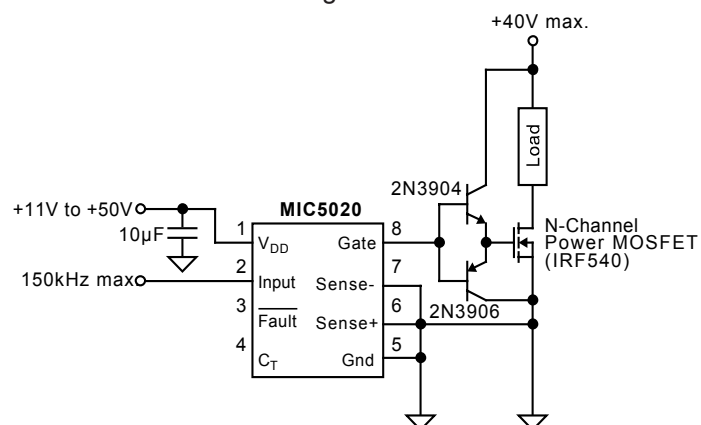 +40V max.
Load
2N3904
+11V to +50V
MIC5020
10µF
1
VDD
Gate
8
N-Channel
Power MOSFET
(IRF540)
150kHz max
2
Input
Sense-
7
3
Fault
Sense+
6
2N3906
4
CT
Gnd
5